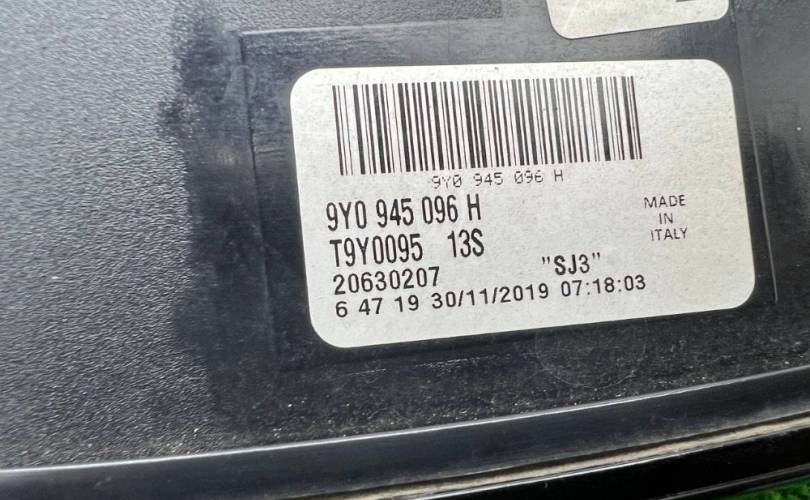 9Y0 945 096 H
9Y0 945 096 H
T9Y0095 13S
20630207 "SJ3"
6 47 19 30/11/2019 07:18:03
MADE
IN
ITALY